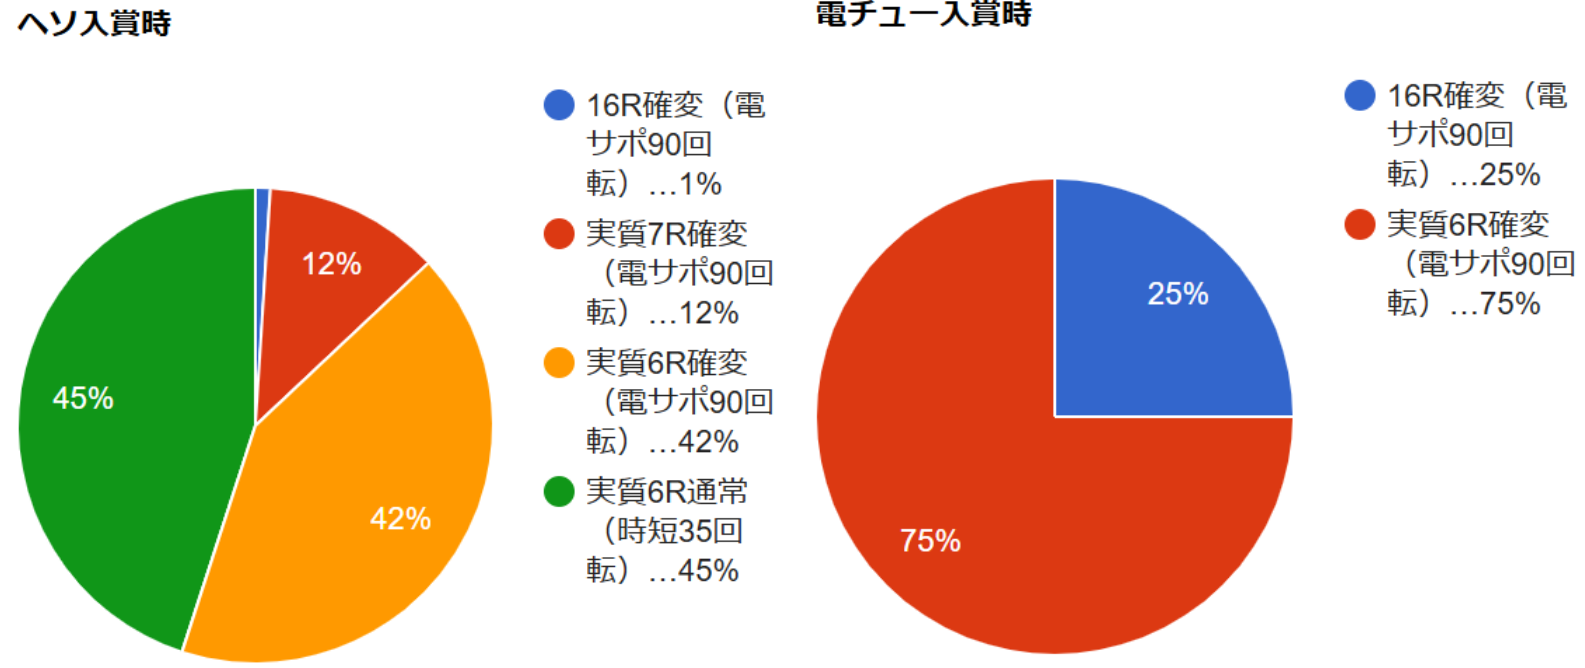 ヘソ入賞時
16R確変（電
サポ90回
転）…1%
実質7R確変
（電サポ90回
転）…12%
実質6R確変
（電サポ90回
転）…42%
実質6R通常
（時短35回
転）…45%
12%
42%
45%
電チュー入賞時
16R確変（電
サポ90回
転）…25%
実質6R確変
（電サポ90回
転）…75%
25%
75%